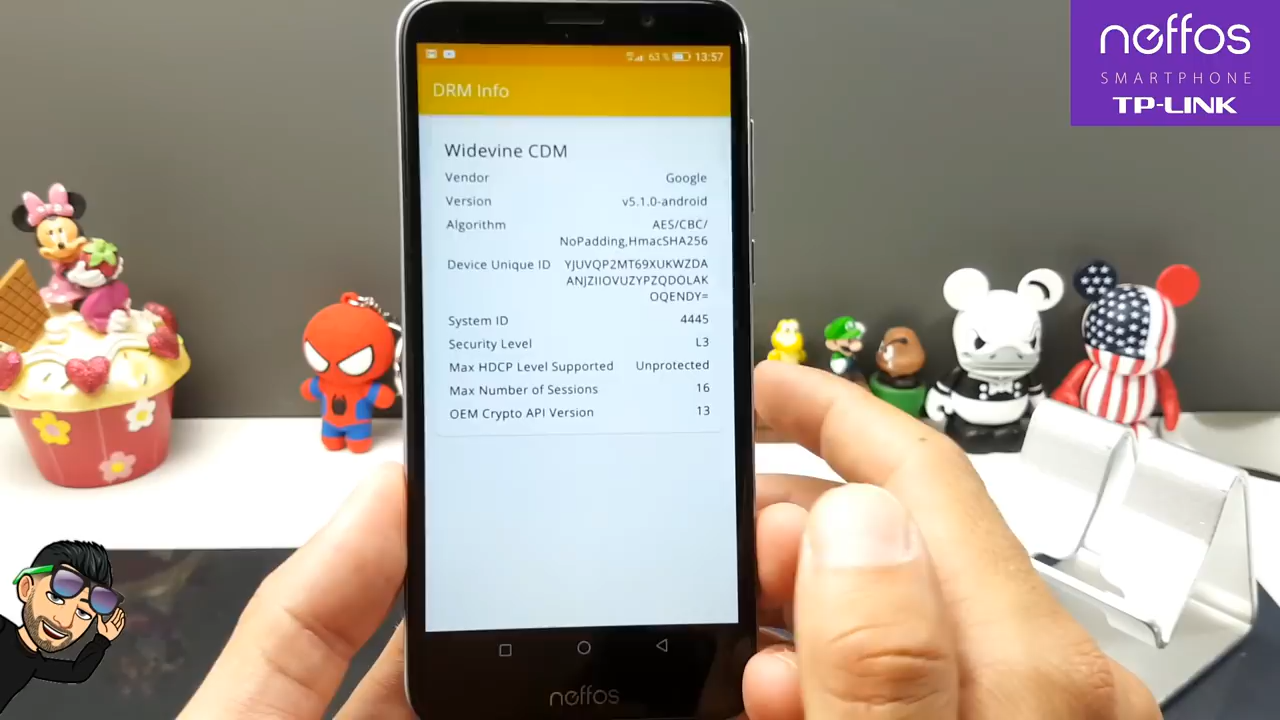 neffos
SMARTPHONE
TP-LINK
63 % 13:57
DRM Info
Widevine CDM
Vendor Google
Version v5.1.0-android
Algorithm AES/CBC/
NoPadding,HmacSHA256
Device Unique ID YJUVQP2MT69XUKWZDA
ANJZIIOVUZYPZQDOLAK
OQENDY=
System ID 4445
Security Level L3
Max HDCP Level Supported Unprotected
Max Number of Sessions 16
OEM Crypto API Version 13
neffos